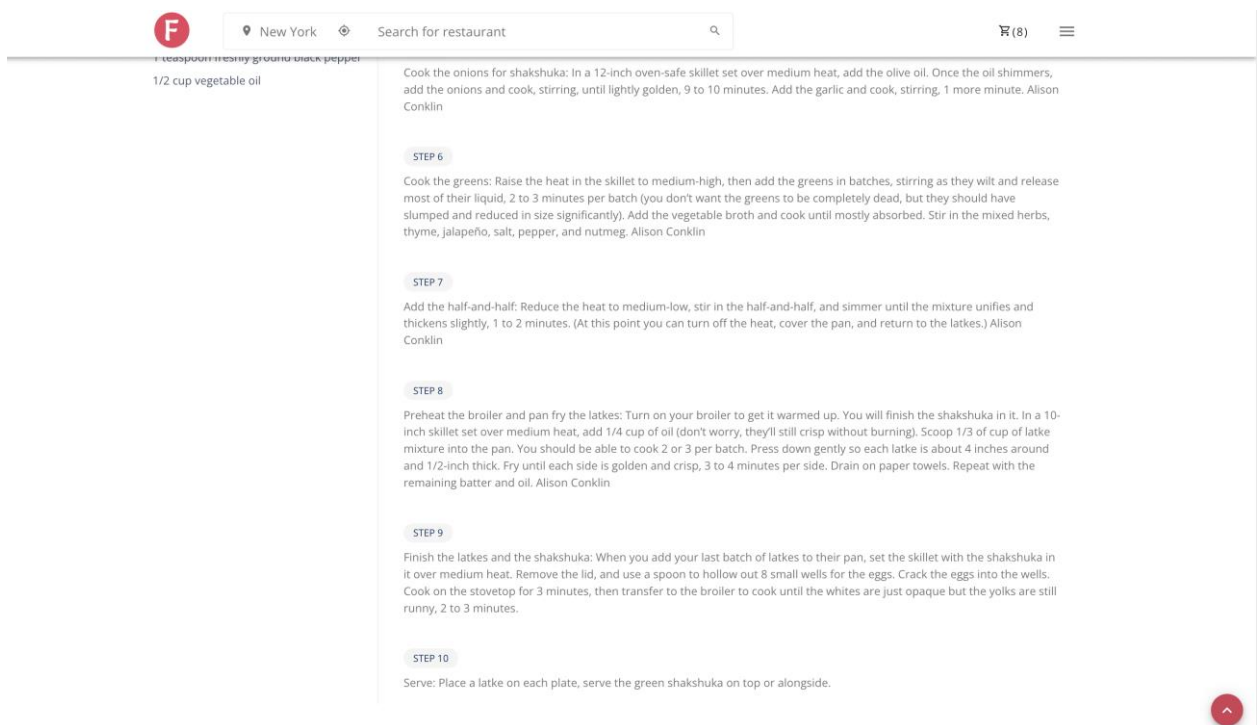 F
New York
Search for restaurant
(8)
1 teaspoon freshly ground black pepper
1/2 cup vegetable oil
Cook the onions for shakshuka: In a 12-inch oven-safe skillet set over medium heat, add the olive oil. Once the oil shimmers,
add the onions and cook, stirring, until lightly golden, 9 to 10 minutes. Add the garlic and cook, stirring, 1 more minute. Alison
Conklin
STEP 6
Cook the greens: Raise the heat in the skillet to medium-high, then add the greens in batches, stirring as they wilt and release
most of their liquid, 2 to 3 minutes per batch (you don’t want the greens to be completely dead, but they should have
slumped and reduced in size significantly). Add the vegetable broth and cook until mostly absorbed. Stir in the mixed herbs,
thyme, jalapeño, salt, pepper, and nutmeg. Alison Conklin
STEP 7
Add the half-and-half: Reduce the heat to medium-low, stir in the half-and-half, and simmer until the mixture unifies and
thickens slightly, 1 to 2 minutes. (At this point you can turn off the heat, cover the pan, and return to the latkes.) Alison
Conklin
STEP 8
Preheat the broiler and pan fry the latkes: Turn on your broiler to get it warmed up. You will finish the shakshuka in it. In a 10-
inch skillet set over medium heat, add 1/4 cup of oil (don’t worry, they’ll still crisp without burning). Scoop 1/3 of cup of latke
mixture into the pan. You should be able to cook 2 or 3 per batch. Press down gently so each latke is about 4 inches around
and 1/2-inch thick. Fry until each side is golden and crisp, 3 to 4 minutes per side. Drain on paper towels. Repeat with the
remaining batter and oil. Alison Conklin
STEP 9
Finish the latkes and the shakshuka: When you add your last batch of latkes to their pan, set the skillet with the shakshuka in
it over medium heat. Remove the lid, and use a spoon to hollow out 8 small wells for the eggs. Crack the eggs into the wells.
Cook on the stovetop for 3 minutes, then transfer to the broiler to cook until the whites are just opaque but the yolks are still
runny, 2 to 3 minutes.
STEP 10
Serve: Place a latke on each plate, serve the green shakshuka on top or alongside.